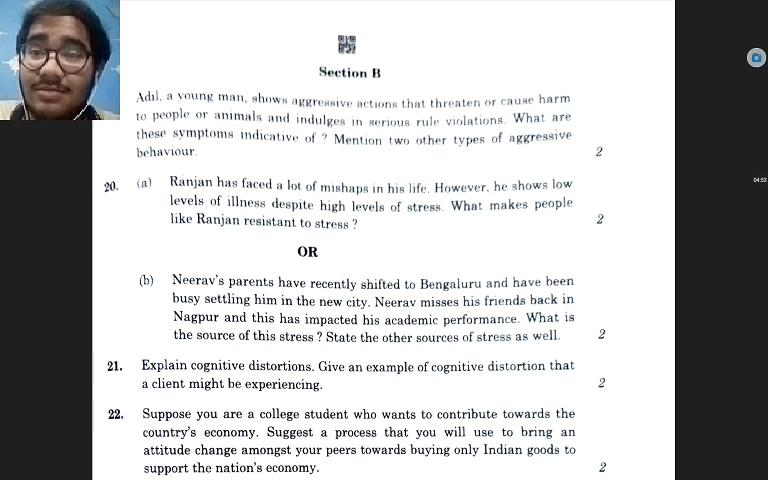 Section B
Adil, a young man, shows aggressive actions that threaten or cause harm
to people or animals and indulges in serious rule violations. What are
these symptoms indicative of ? Mention two other types of aggressive
behaviour. 2
20. (a) Ranjan has faced a lot of mishaps in his life. However, he shows low
levels of illness despite high levels of stress. What makes people
like Ranjan resistant to stress ? 2
OR
(b) Neerav's parents have recently shifted to Bengaluru and have been
busy settling him in the new city. Neerav misses his friends back in
Nagpur and this has impacted his academic performance. What is
the source of this stress ? State the other sources of stress as well. 2
21. Explain cognitive distortions. Give an example of cognitive distortion that
a client might be experiencing. 2
22. Suppose you are a college student who wants to contribute towards the
country's economy. Suggest a process that you will use to bring an
attitude change amongst your peers towards buying only Indian goods to
support the nation's economy. 2
04:53